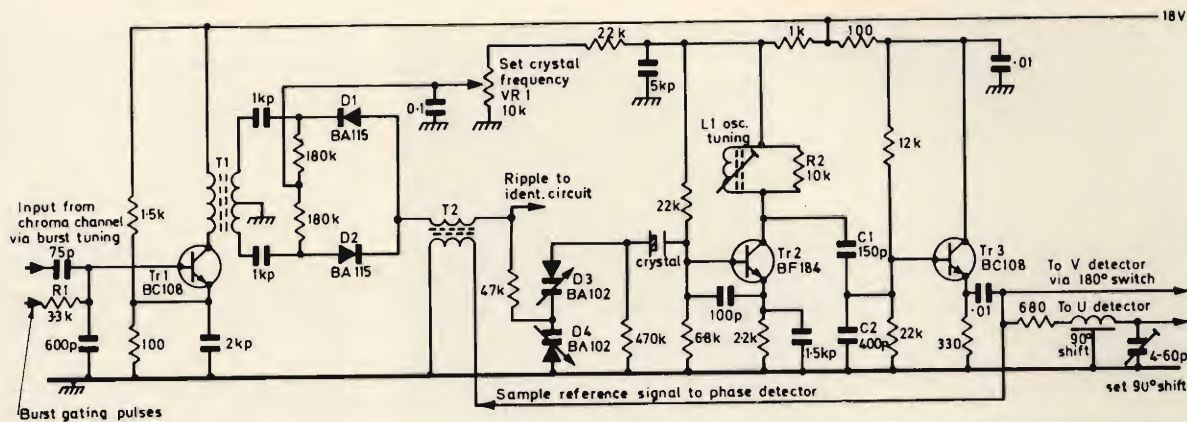 18V
22k
1k
100
Set crystal
frequency
VR 1
10k
5kp
·01
1kp
D1
BA115
0·1
L1 osc.
tuning
R2
10k
12k
180k
T1
Ripple to
ident. circuit
Input from
chroma channel
via burst tuning
75p
1·5k
180k
T2
22k
C1
150p
Tr1
BC108
D2
BA 115
1kp
crystal
Tr2
BF184
Tr3
BC108
To V detector
via 180° switch
R1
33k
47k
D3
BA102
100p
·01
680
To U detector
600p
100
2kp
D4
BA102
470k
6·8k
2·2k
1·5kp
C2
400p
22k
330
90°
shift
4-60p
set 90° shift
Sample reference signal to phase detector
Burst gating pulses